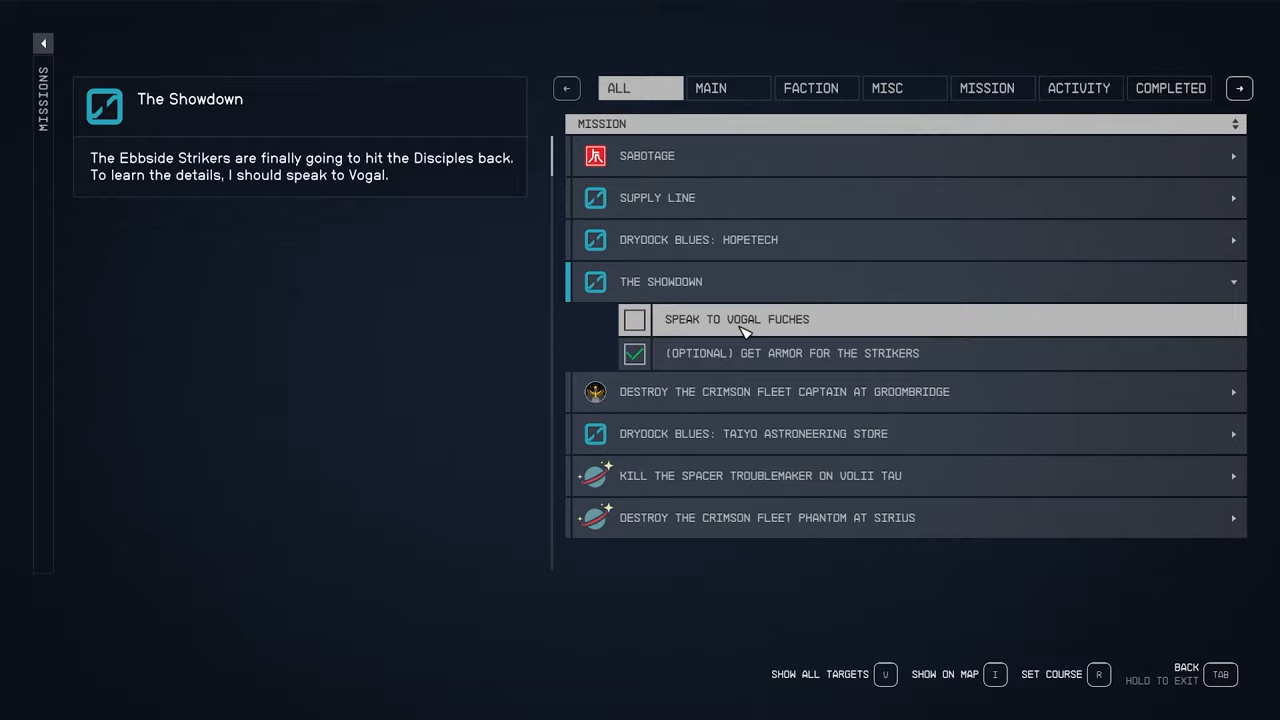 MISSIONS
The Showdown
The Ebbside Strikers are finally going to hit the Disciples back.
To learn the details, I should speak to Vogal.
ALL
MAIN
FACTION
MISC
MISSION
ACTIVITY
COMPLETED
MISSION
SABOTAGE
SUPPLY LINE
DRYDOCK BLUES: HOPETECH
THE SHOWDOWN
SPEAK TO VOGAL FUCHES
(OPTIONAL) GET ARMOR FOR THE STRIKERS
DESTROY THE CRIMSON FLEET CAPTAIN AT GROOMBRIDGE
DRYDOCK BLUES: TAIYO ASTRONEERING STORE
KILL THE SPACER TROUBLEMAKER ON VOLII TAU
DESTROY THE CRIMSON FLEET PHANTOM AT SIRIUS
SHOW ALL TARGETS U
SHOW ON MAP I
SET COURSE R
BACK TAB
HOLD TO EXIT